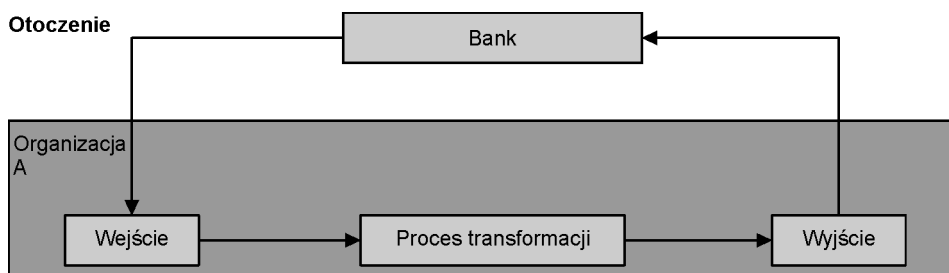 Otoczenie
Bank
Organizacja
A
Wejście
Proces transformacji
Wyjście